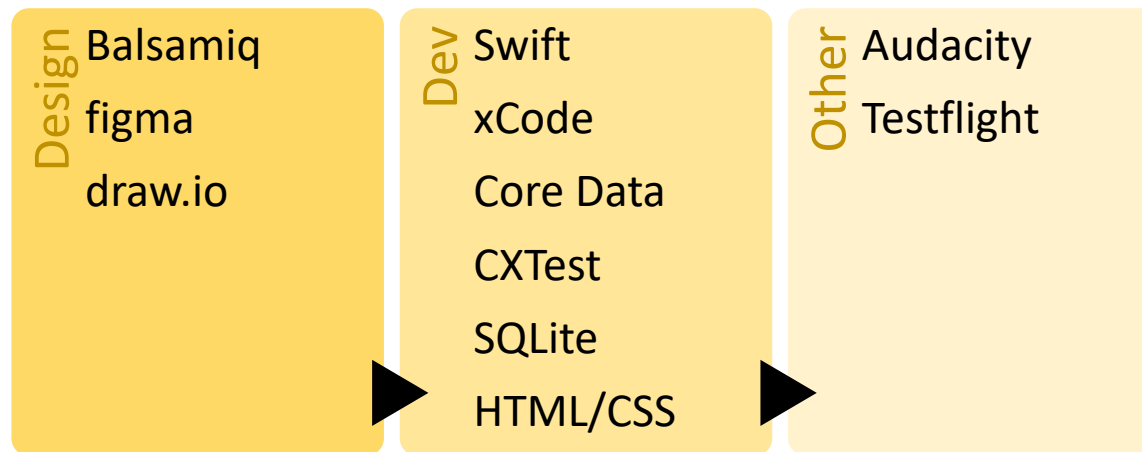 Design
Balsamiq
figma
draw.io
Dev
Swift
xCode
Core Data
CXTest
SQLite
HTML/CSS
Other
Audacity
Testflight